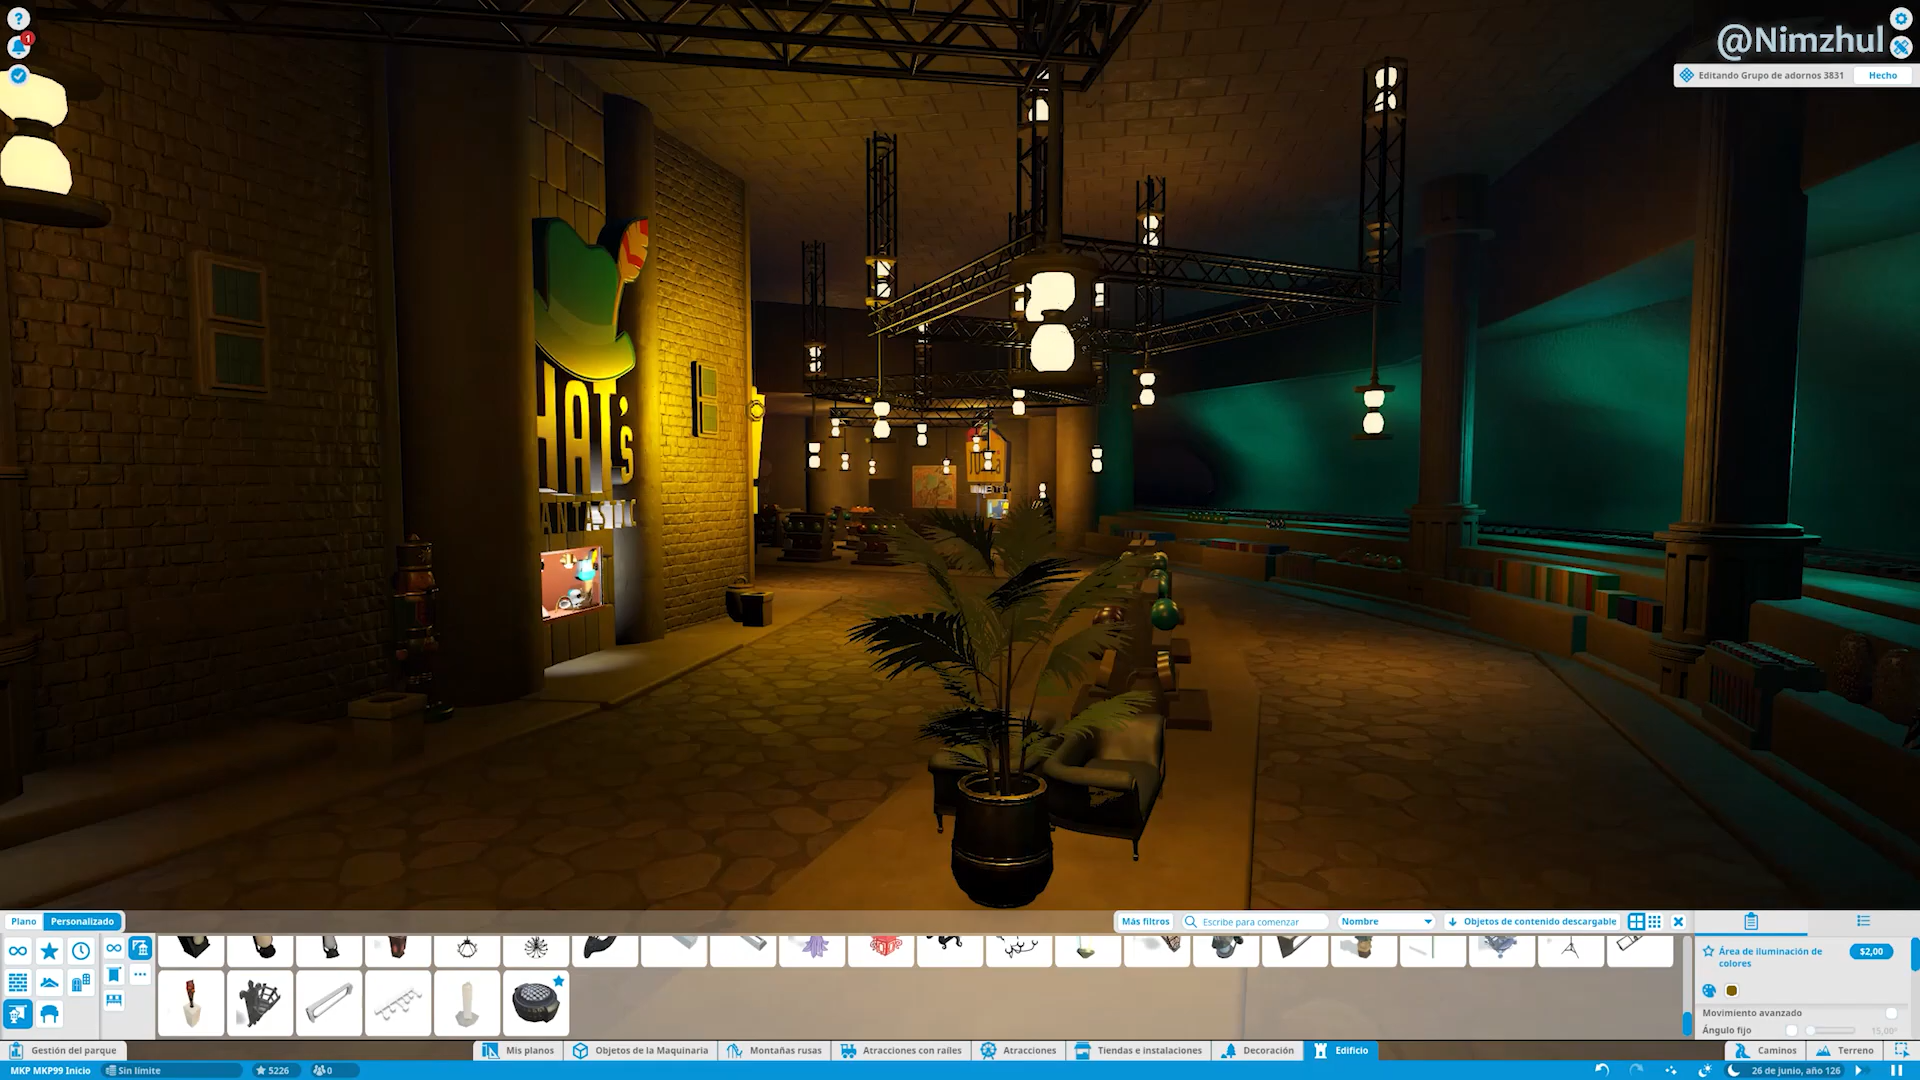 @Nimzhul
Editando Grupo de adornos 3831
Hecho
1
HAT's
Plano
Personalizado
Más filtros
Escribe para comenzar
Nombre
Objetos de contenido descargable
Área de iluminación de colores
$2,00
Movimiento avanzado
Ángulo fijo
15,00°
Gestión del parque
Mis planos
Objetos de la Maquinaria
Montañas rusas
Atracciones con raíles
Atracciones
Tiendas e instalaciones
Decoración
Edificio
Caminos
Terreno
MKP MKP99 Inicio
Sin límite
5226
0
26 de junio, año 126